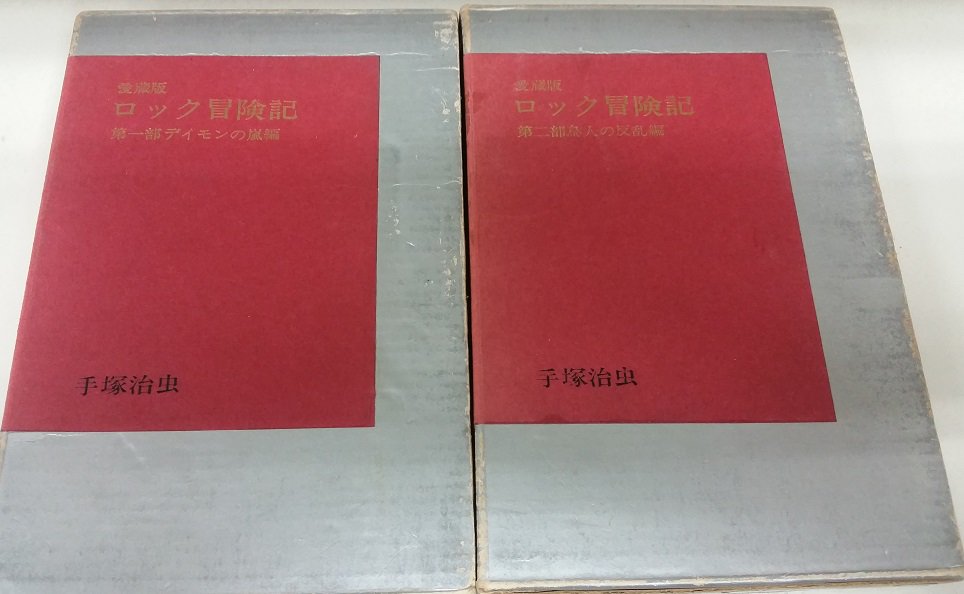 愛蔵版
ロック冒険記
第一部デイモンの嵐編
手塚治虫
愛蔵版
ロック冒険記
第二部鳥人の反乱編
手塚治虫